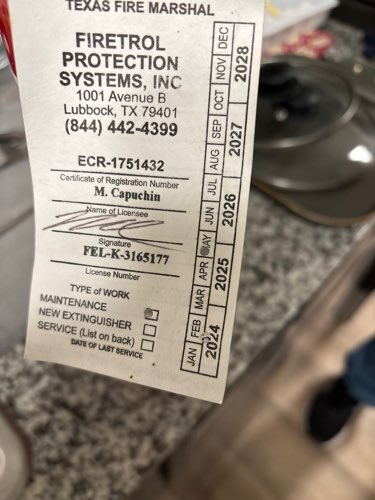 TEXAS FIRE MARSHAL
FIRETROL
PROTECTION
SYSTEMS, INC
1001 Avenue B
Lubbock, TX 79401
(844) 442-4399
ECR-1751432
Certificate of Registration Number
M. Capuchin
Name of Licensee
Signature
FEL-K-3165177
License Number
TYPE of WORK
MAINTENANCE
NEW EXTINGUISHER
SERVICE (List on back)
DATE OF LAST SERVICE
JAN FEB MAR APR MAY JUN JUL AUG SEP OCT NOV DEC
2024 2025 2026 2027 2028